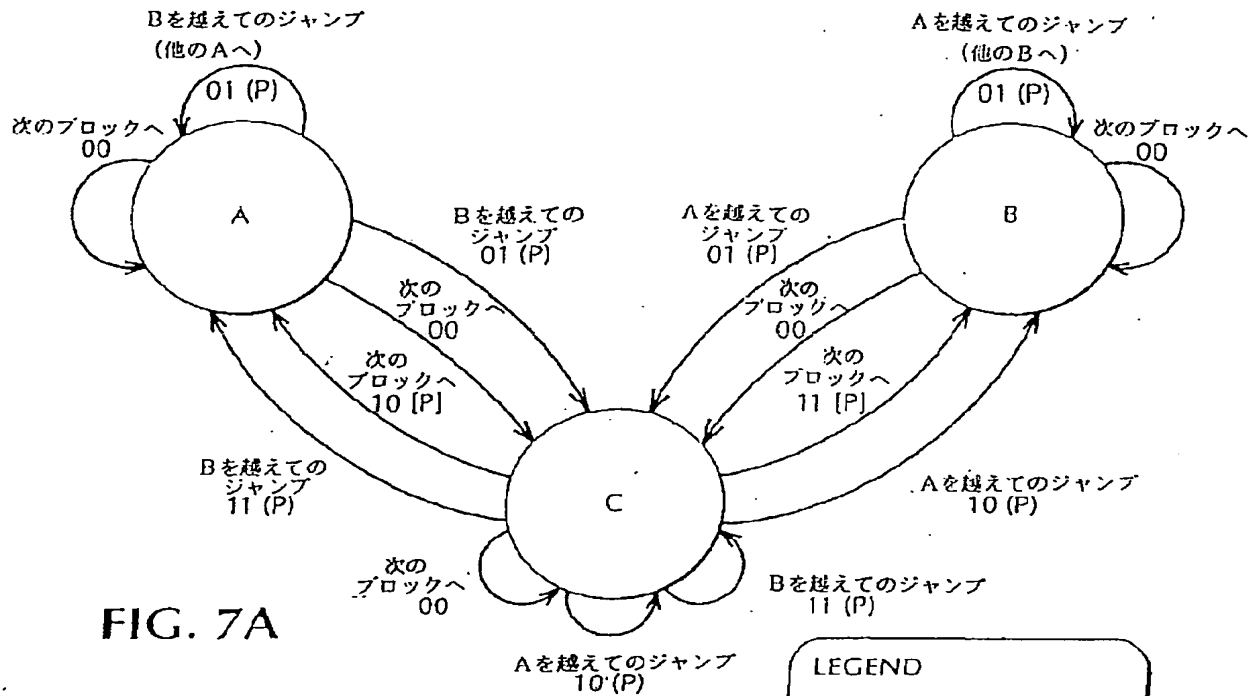 Bを越えてのジャンプ
(他のAへ)
01 (P)
次のブロックへ
00
A
Aを越えてのジャンプ
(他のBへ)
01 (P)
次のブロックへ
00
B
Bを越えての
ジャンプ
01 (P)
次の
ブロックへ
00
次の
ブロックへ
10 [P]
Bを越えての
ジャンプ
11 (P)
Aを越えての
ジャンプ
01 (P)
次の
ブロックへ
00
次の
ブロックへ
11 [P]
Aを越えてのジャンプ
10 (P)
C
次の
ブロックへ
00
Bを越えてのジャンプ
11 (P)
Aを越えてのジャンプ
10 (P)
FIG. 7A
LEGEND